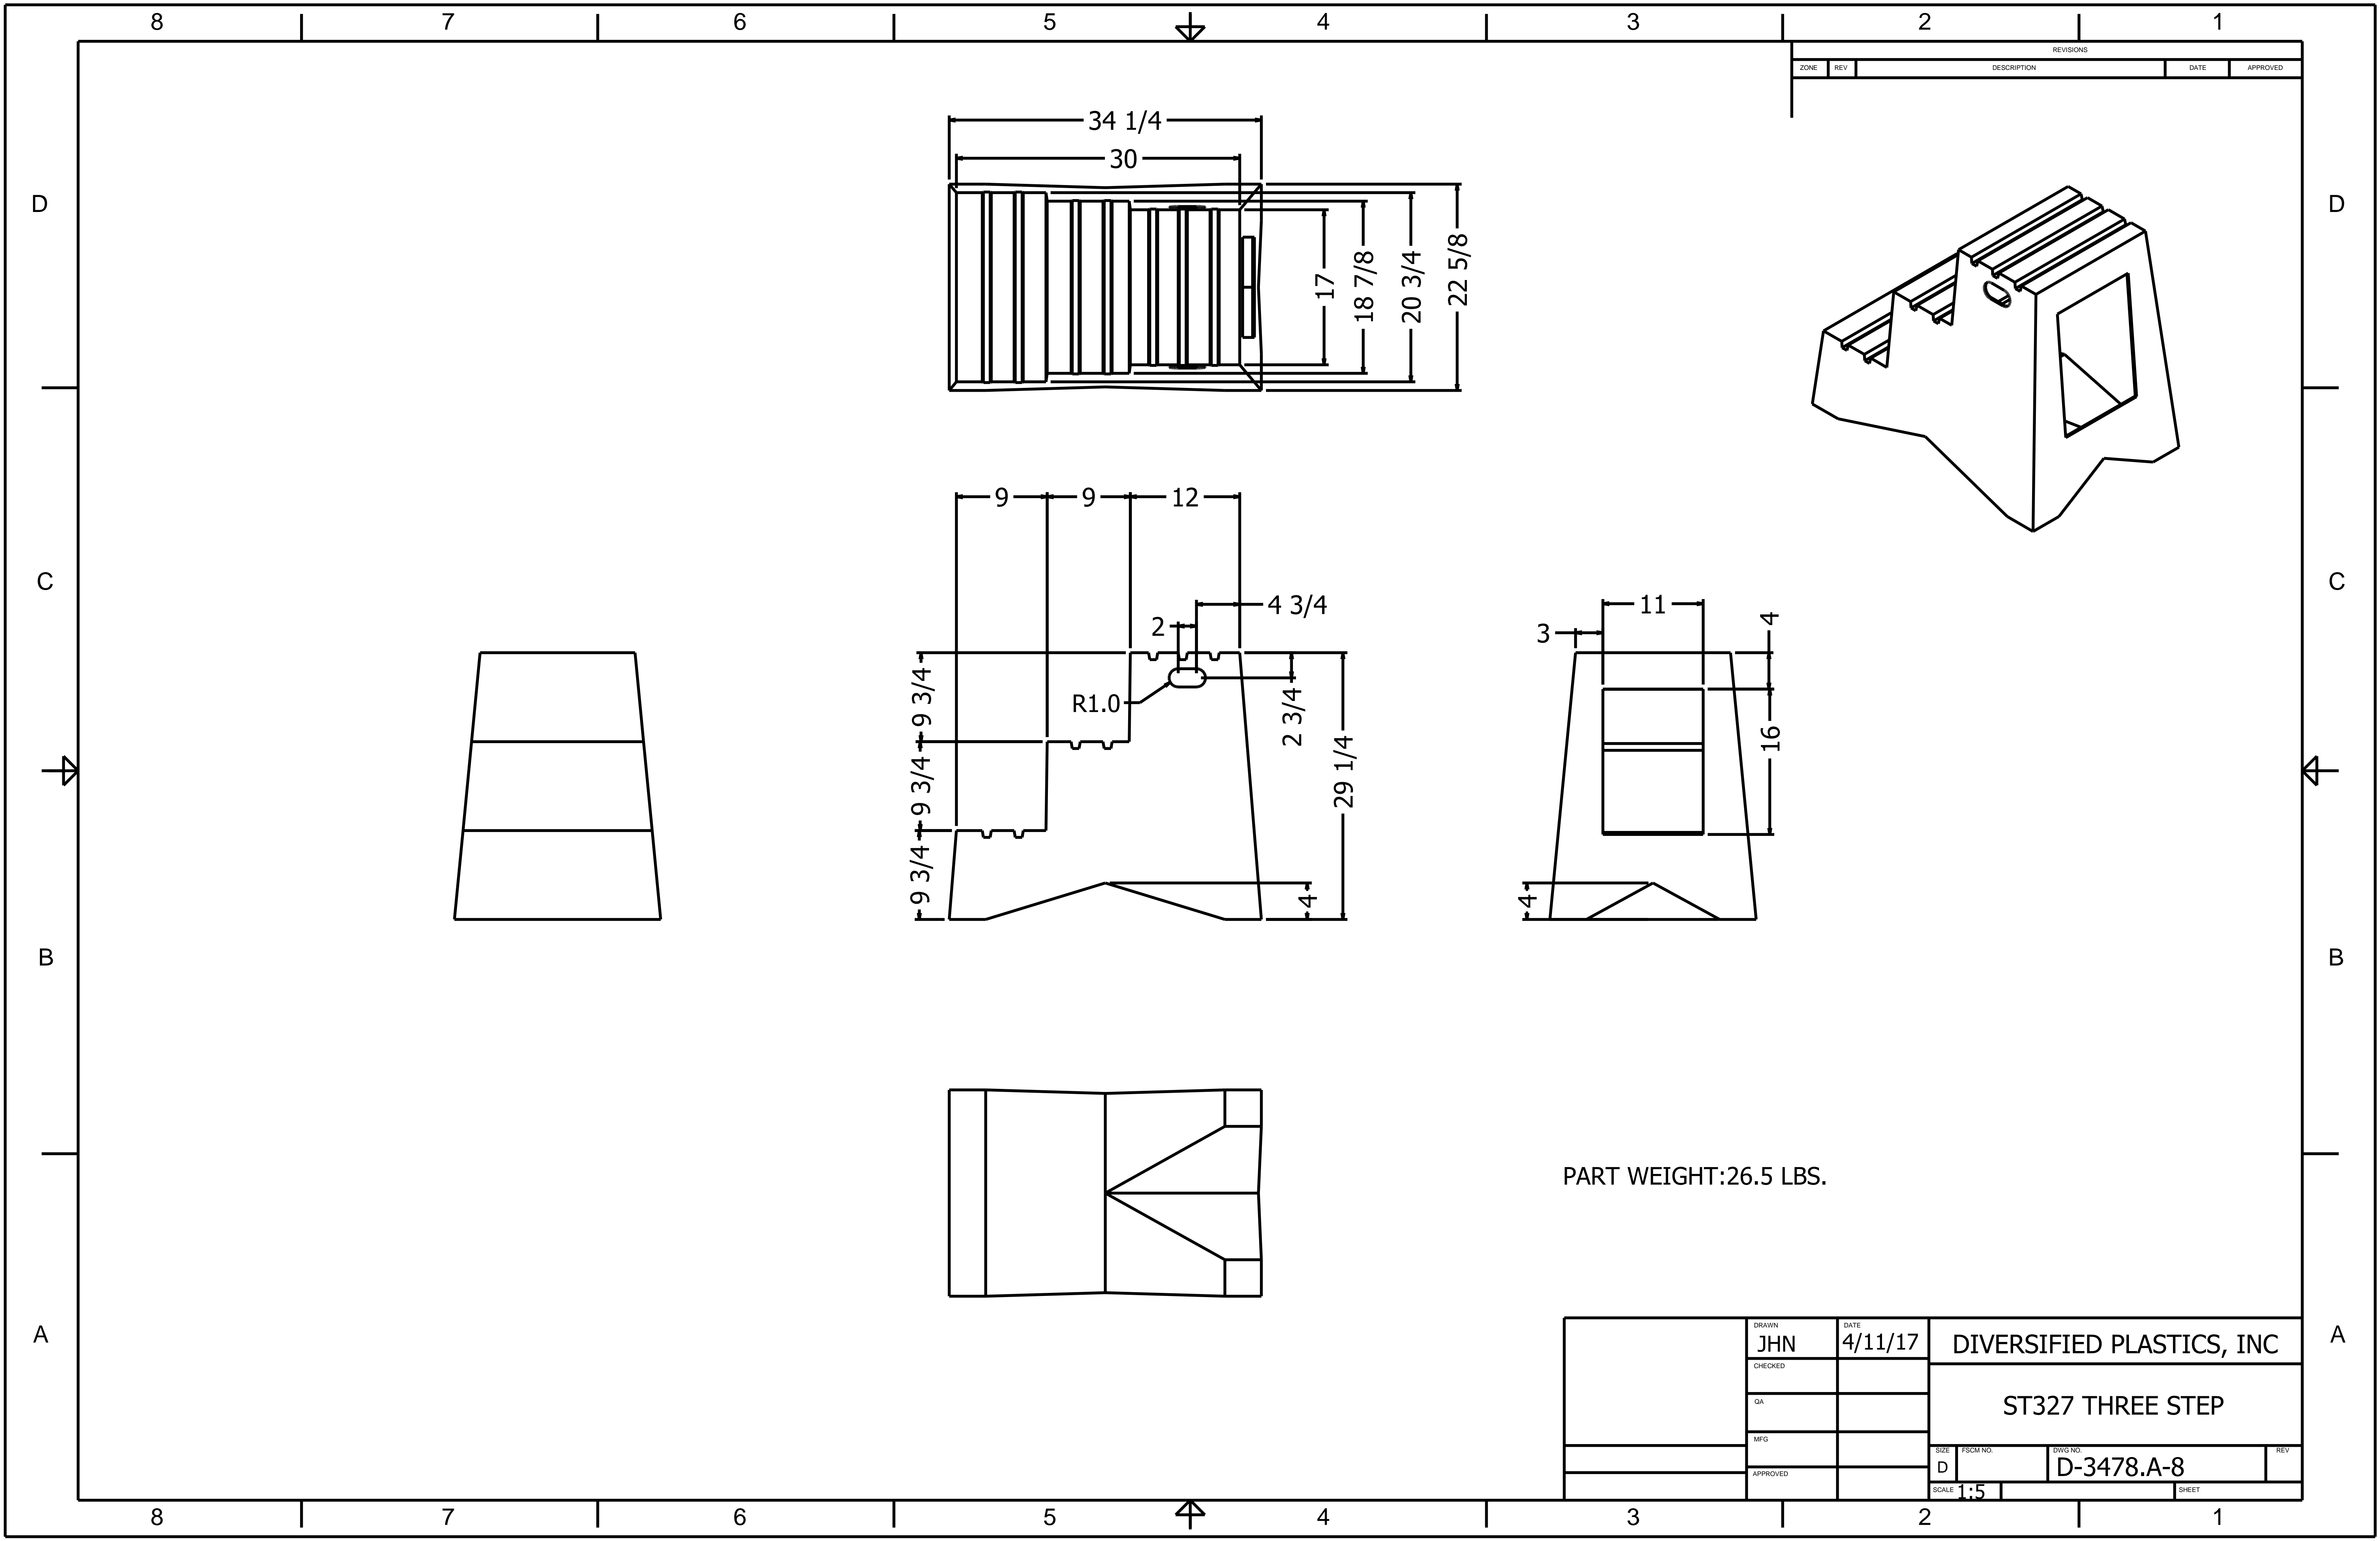 8 7 6 5 4 3 2 1
REVISIONS
ZONE REV DESCRIPTION DATE APPROVED
34 1/4
30
D D
17
18 7/8
20 3/4
22 5/8
9 9 12
C C
4 3/4
2
R1.0
9 3/4
9 3/4
9 3/4
2 3/4
29 1/4
4
11
3
4
16
4
B B
PART WEIGHT:26.5 LBS.
A A
DRAWN
JHN
DATE
4/11/17
DIVERSIFIED PLASTICS, INC
CHECKED
QA
ST327 THREE STEP
MFG
APPROVED
SIZE
D
FSCM NO.
DWG NO.
D-3478.A-8
REV
SCALE 1:5
SHEET
8 7 6 5 4 3 2 1